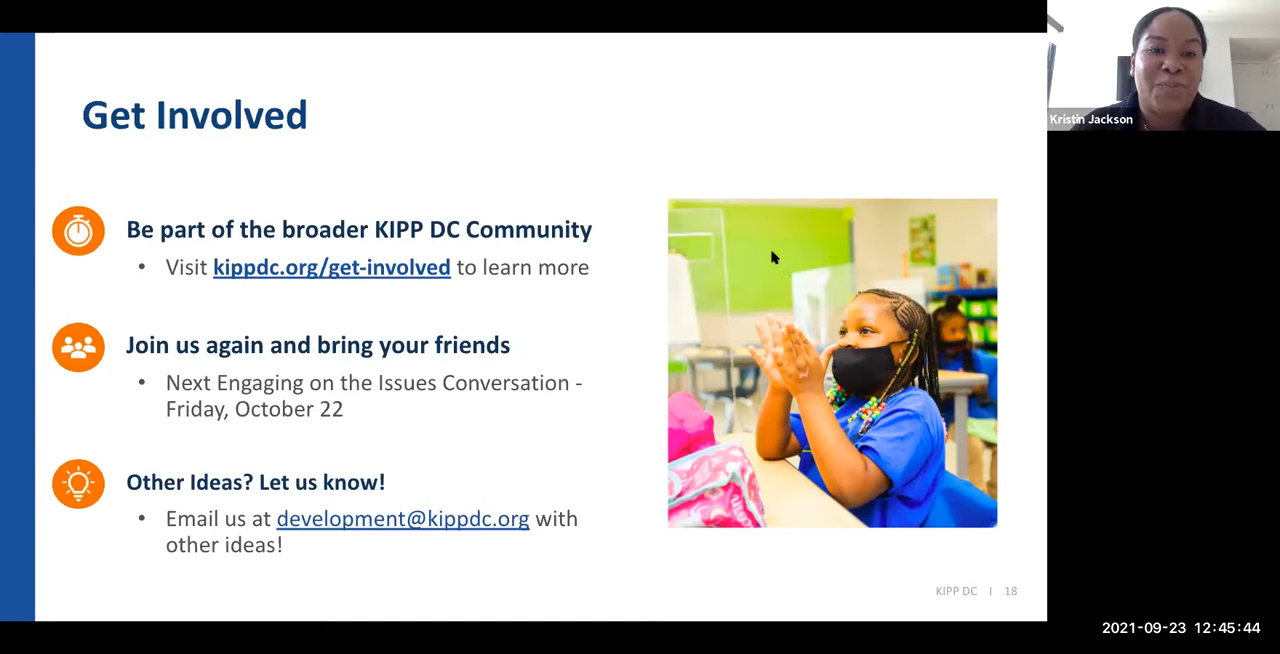 Get Involved
Be part of the broader KIPP DC Community
• Visit kippdc.org/get-involved to learn more
Join us again and bring your friends
• Next Engaging on the Issues Conversation -
Friday, October 22
Other Ideas? Let us know!
• Email us at development@kippdc.org with
other ideas!
KIPP DC | 18
Kristin Jackson
2021-09-23 12:45:44